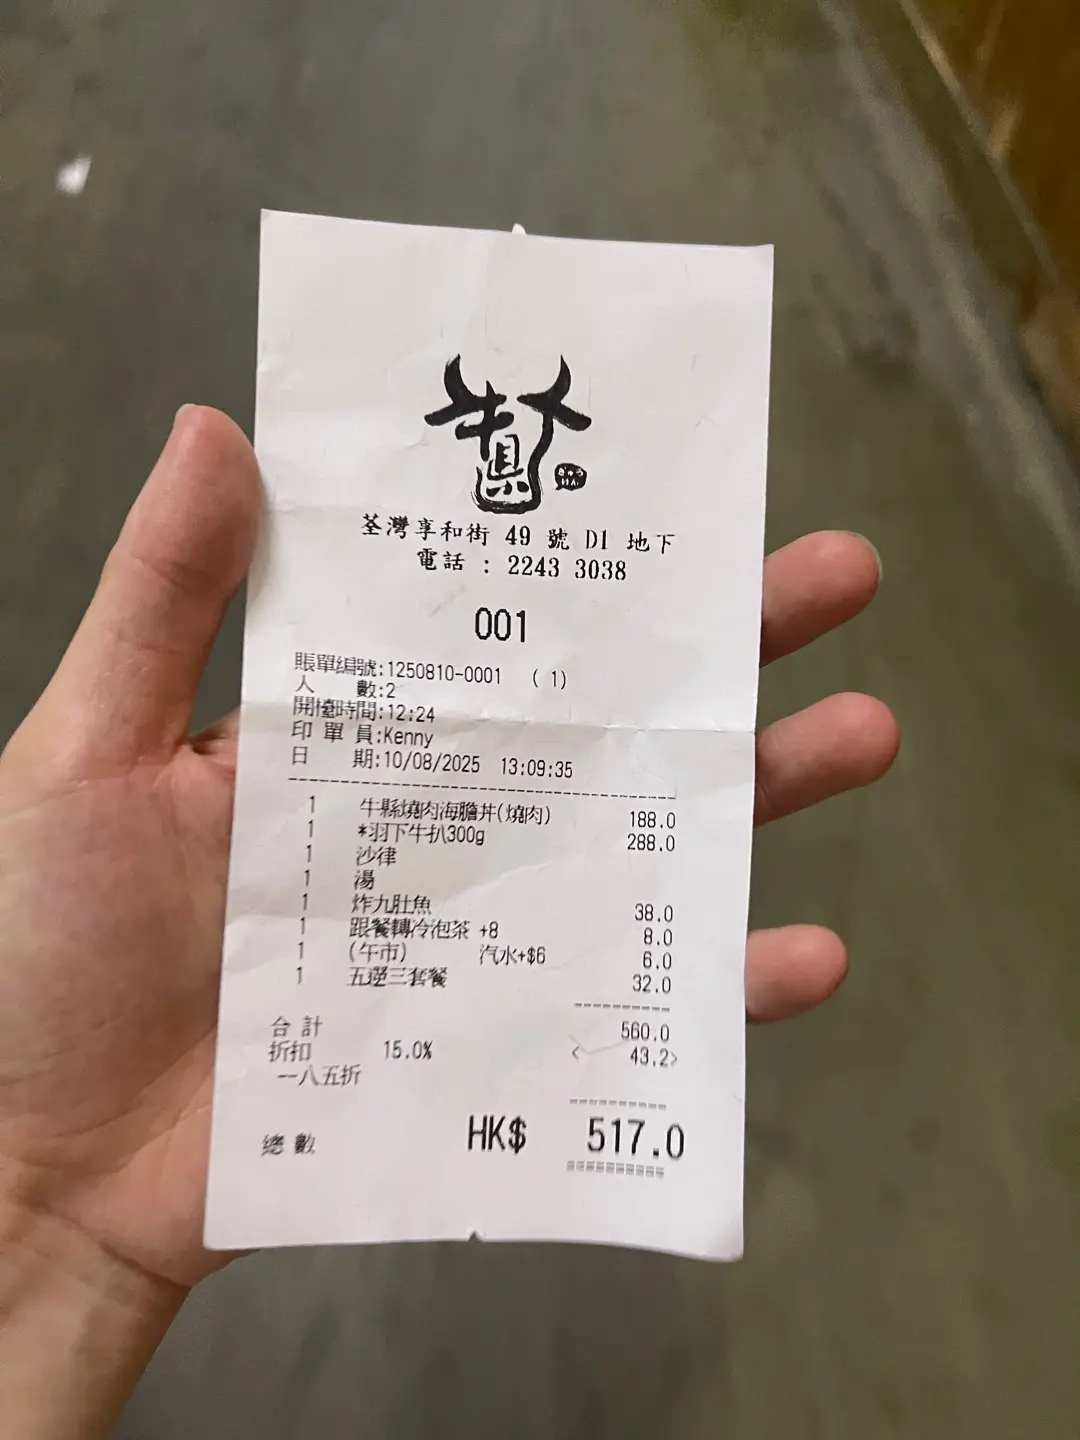 牛縣
荃灣享和街 49 號 D1 地下
電話 : 2243 3038
001
賬單編號:1250810-0001 ( 1)
人 數:2
開檯時間:12:24
印 單 員:Kenny
日 期:10/08/2025 13:09:35
1 牛縣燒肉海膽丼(燒肉) 188.0
1 *羽下牛扒300g 288.0
1 沙律
1 湯
1 炸九肚魚 38.0
1 跟餐轉冷泡茶 +8 8.0
1 (午市) 汽水+$6 6.0
1 五選三套餐 32.0
合 計 560.0
折扣 15.0% < 43.2>
--八五折
總 數 HK$ 517.0